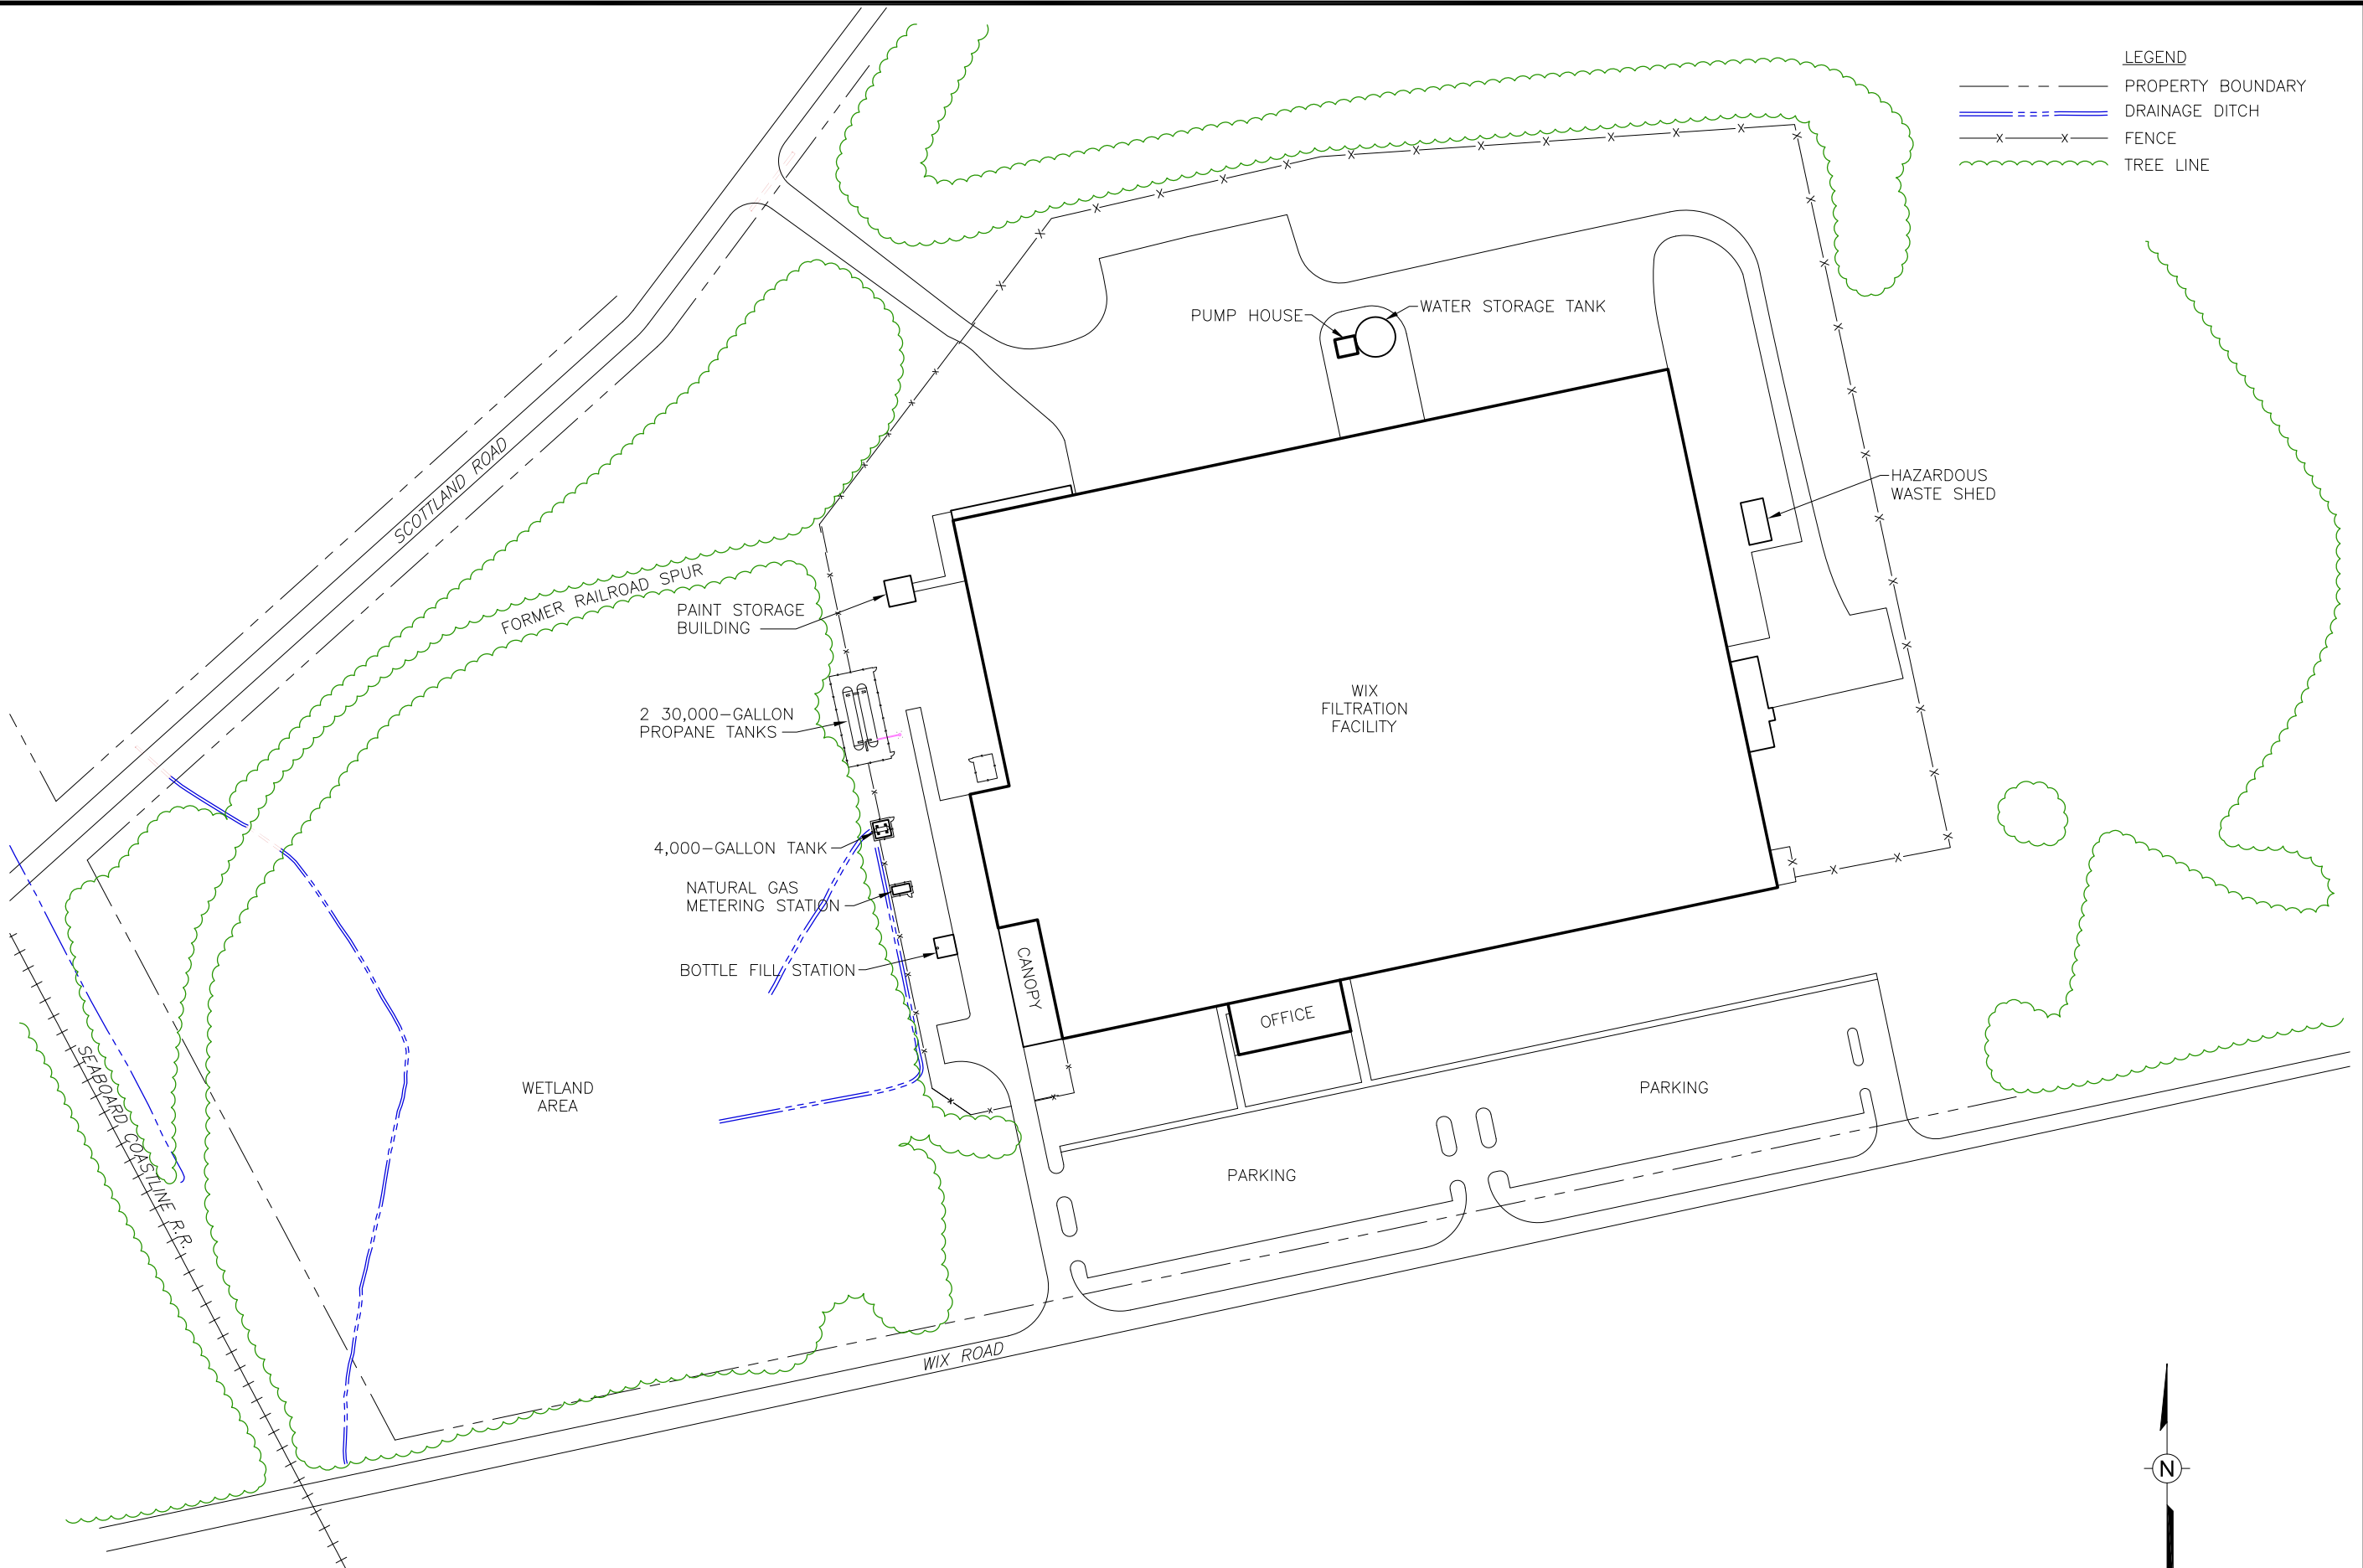 LEGEND
PROPERTY BOUNDARY
DRAINAGE DITCH
FENCE
TREE LINE
PUMP HOUSE
WATER STORAGE TANK
SCOTTLAND ROAD
HAZARDOUS
WASTE SHED
FORMER RAILROAD SPUR
PAINT STORAGE
BUILDING
WIX
FILTRATION
FACILITY
2 30,000-GALLON
PROPANE TANKS
4,000-GALLON TANK
NATURAL GAS
METERING STATION
BOTTLE FILL STATION
CANOPY
OFFICE
SEABOARD COASTLINE R.R.
WETLAND
AREA
PARKING
PARKING
WIX ROAD
N